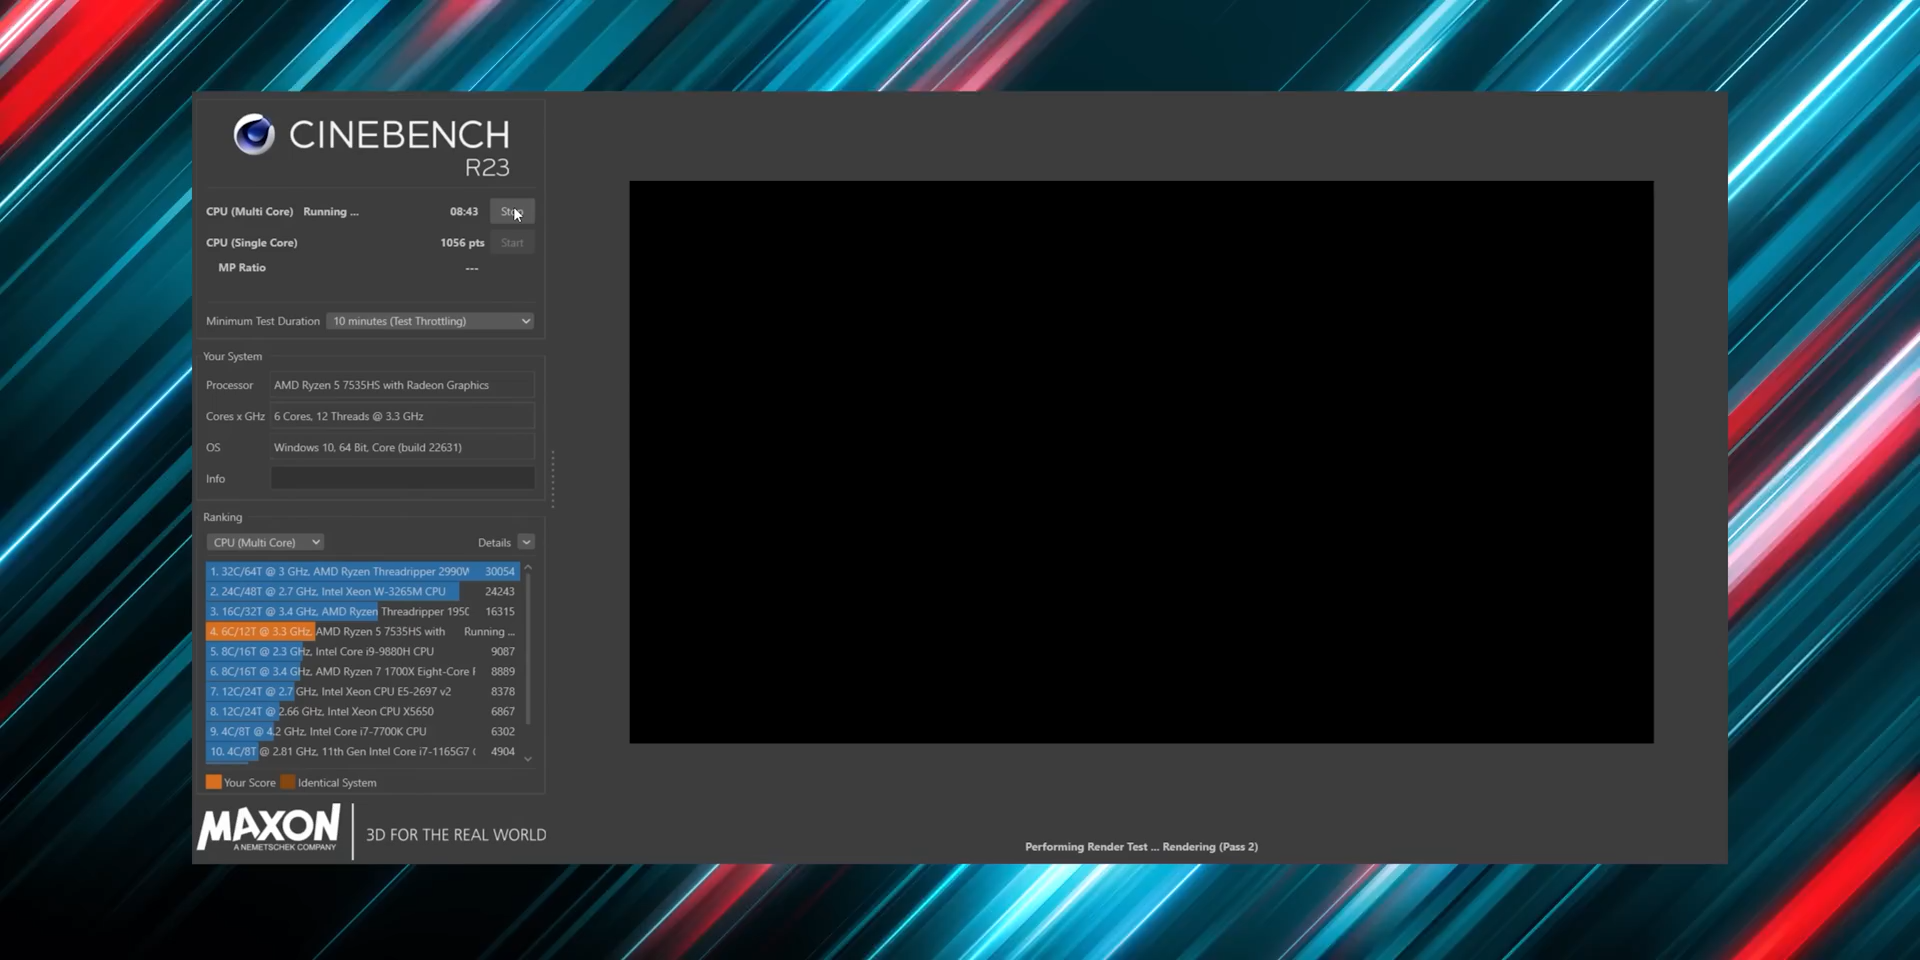 CINEBENCH
R23
CPU (Multi Core) Running ... 08:43 Stop
CPU (Single Core) 1056 pts Start
MP Ratio ---
Minimum Test Duration 10 minutes (Test Throttling)
Your System
Processor AMD Ryzen 5 7535HS with Radeon Graphics
Cores x GHz 6 Cores, 12 Threads @ 3.3 GHz
OS Windows 10, 64 Bit, Core (build 22631)
Info
Ranking
CPU (Multi Core) Details
1. 32C/64T @ 3 GHz, AMD Ryzen Threadripper 2990W 30054
2. 24C/48T @ 2.7 GHz, Intel Xeon W-3265M CPU 24243
3. 16C/32T @ 3.4 GHz, AMD Ryzen Threadripper 195C 16315
4. 6C/12T @ 3.3 GHz, AMD Ryzen 5 7535HS with Running ...
5. 8C/16T @ 2.3 GHz, Intel Core i9-9880H CPU 9087
6. 8C/16T @ 3.4 GHz, AMD Ryzen 7 1700X Eight-Core 8889
7. 12C/24T @ 2.7 GHz, Intel Xeon CPU E5-2697 v2 8378
8. 12C/24T @ 2.66 GHz, Intel Xeon CPU X5650 6867
9. 4C/8T @ 4.2 GHz, Intel Core i7-7700K CPU 6302
10. 4C/8T @ 2.81 GHz, 11th Gen Intel Core i7-1165G7 4904
Your Score Identical System
MAXON
A NEMETSCHEK COMPANY
3D FOR THE REAL WORLD
Performing Render Test ... Rendering (Pass 2)